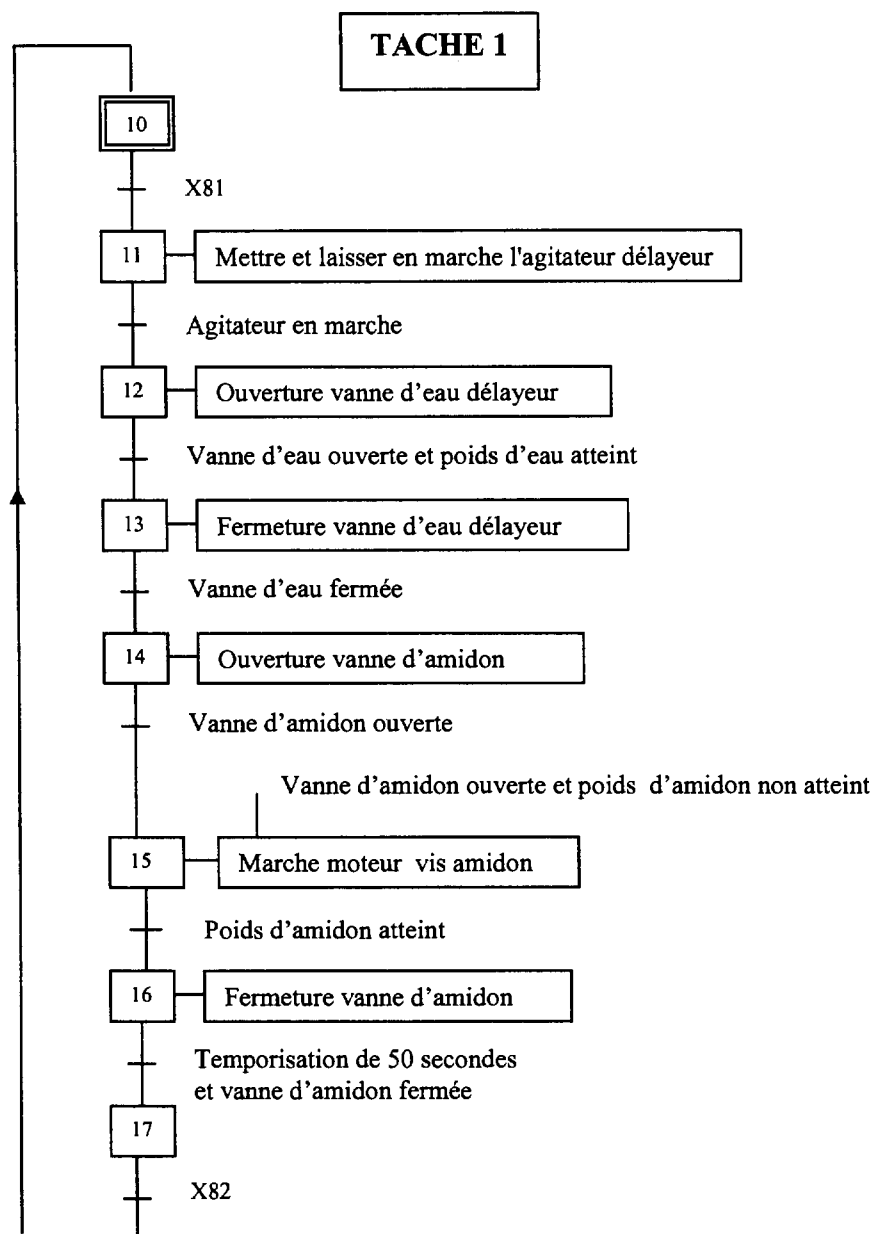 TACHE 1
10
X81
11
Mettre et laisser en marche l'agitateur délayeur
Agitateur en marche
12
Ouverture vanne d'eau délayeur
Vanne d'eau ouverte et poids d'eau atteint
13
Fermeture vanne d'eau délayeur
Vanne d'eau fermée
14
Ouverture vanne d'amidon
Vanne d'amidon ouverte
Vanne d'amidon ouverte et poids d'amidon non atteint
15
Marche moteur vis amidon
Poids d'amidon atteint
16
Fermeture vanne d'amidon
Temporisation de 50 secondes
et vanne d'amidon fermée
17
X82